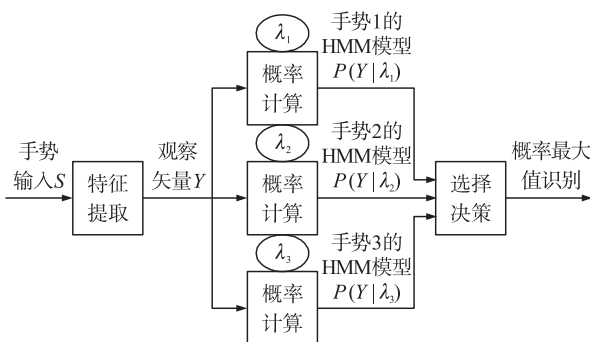 手势
输入S
特征
提取
观察
矢量Y
λ₁
概率
计算
手势1的
HMM模型
P(Y|λ₁)
λ₂
概率
计算
手势2的
HMM模型
P(Y|λ₂)
λ₃
概率
计算
手势3的
HMM模型
P(Y|λ₃)
选择
决策
概率最大
值识别